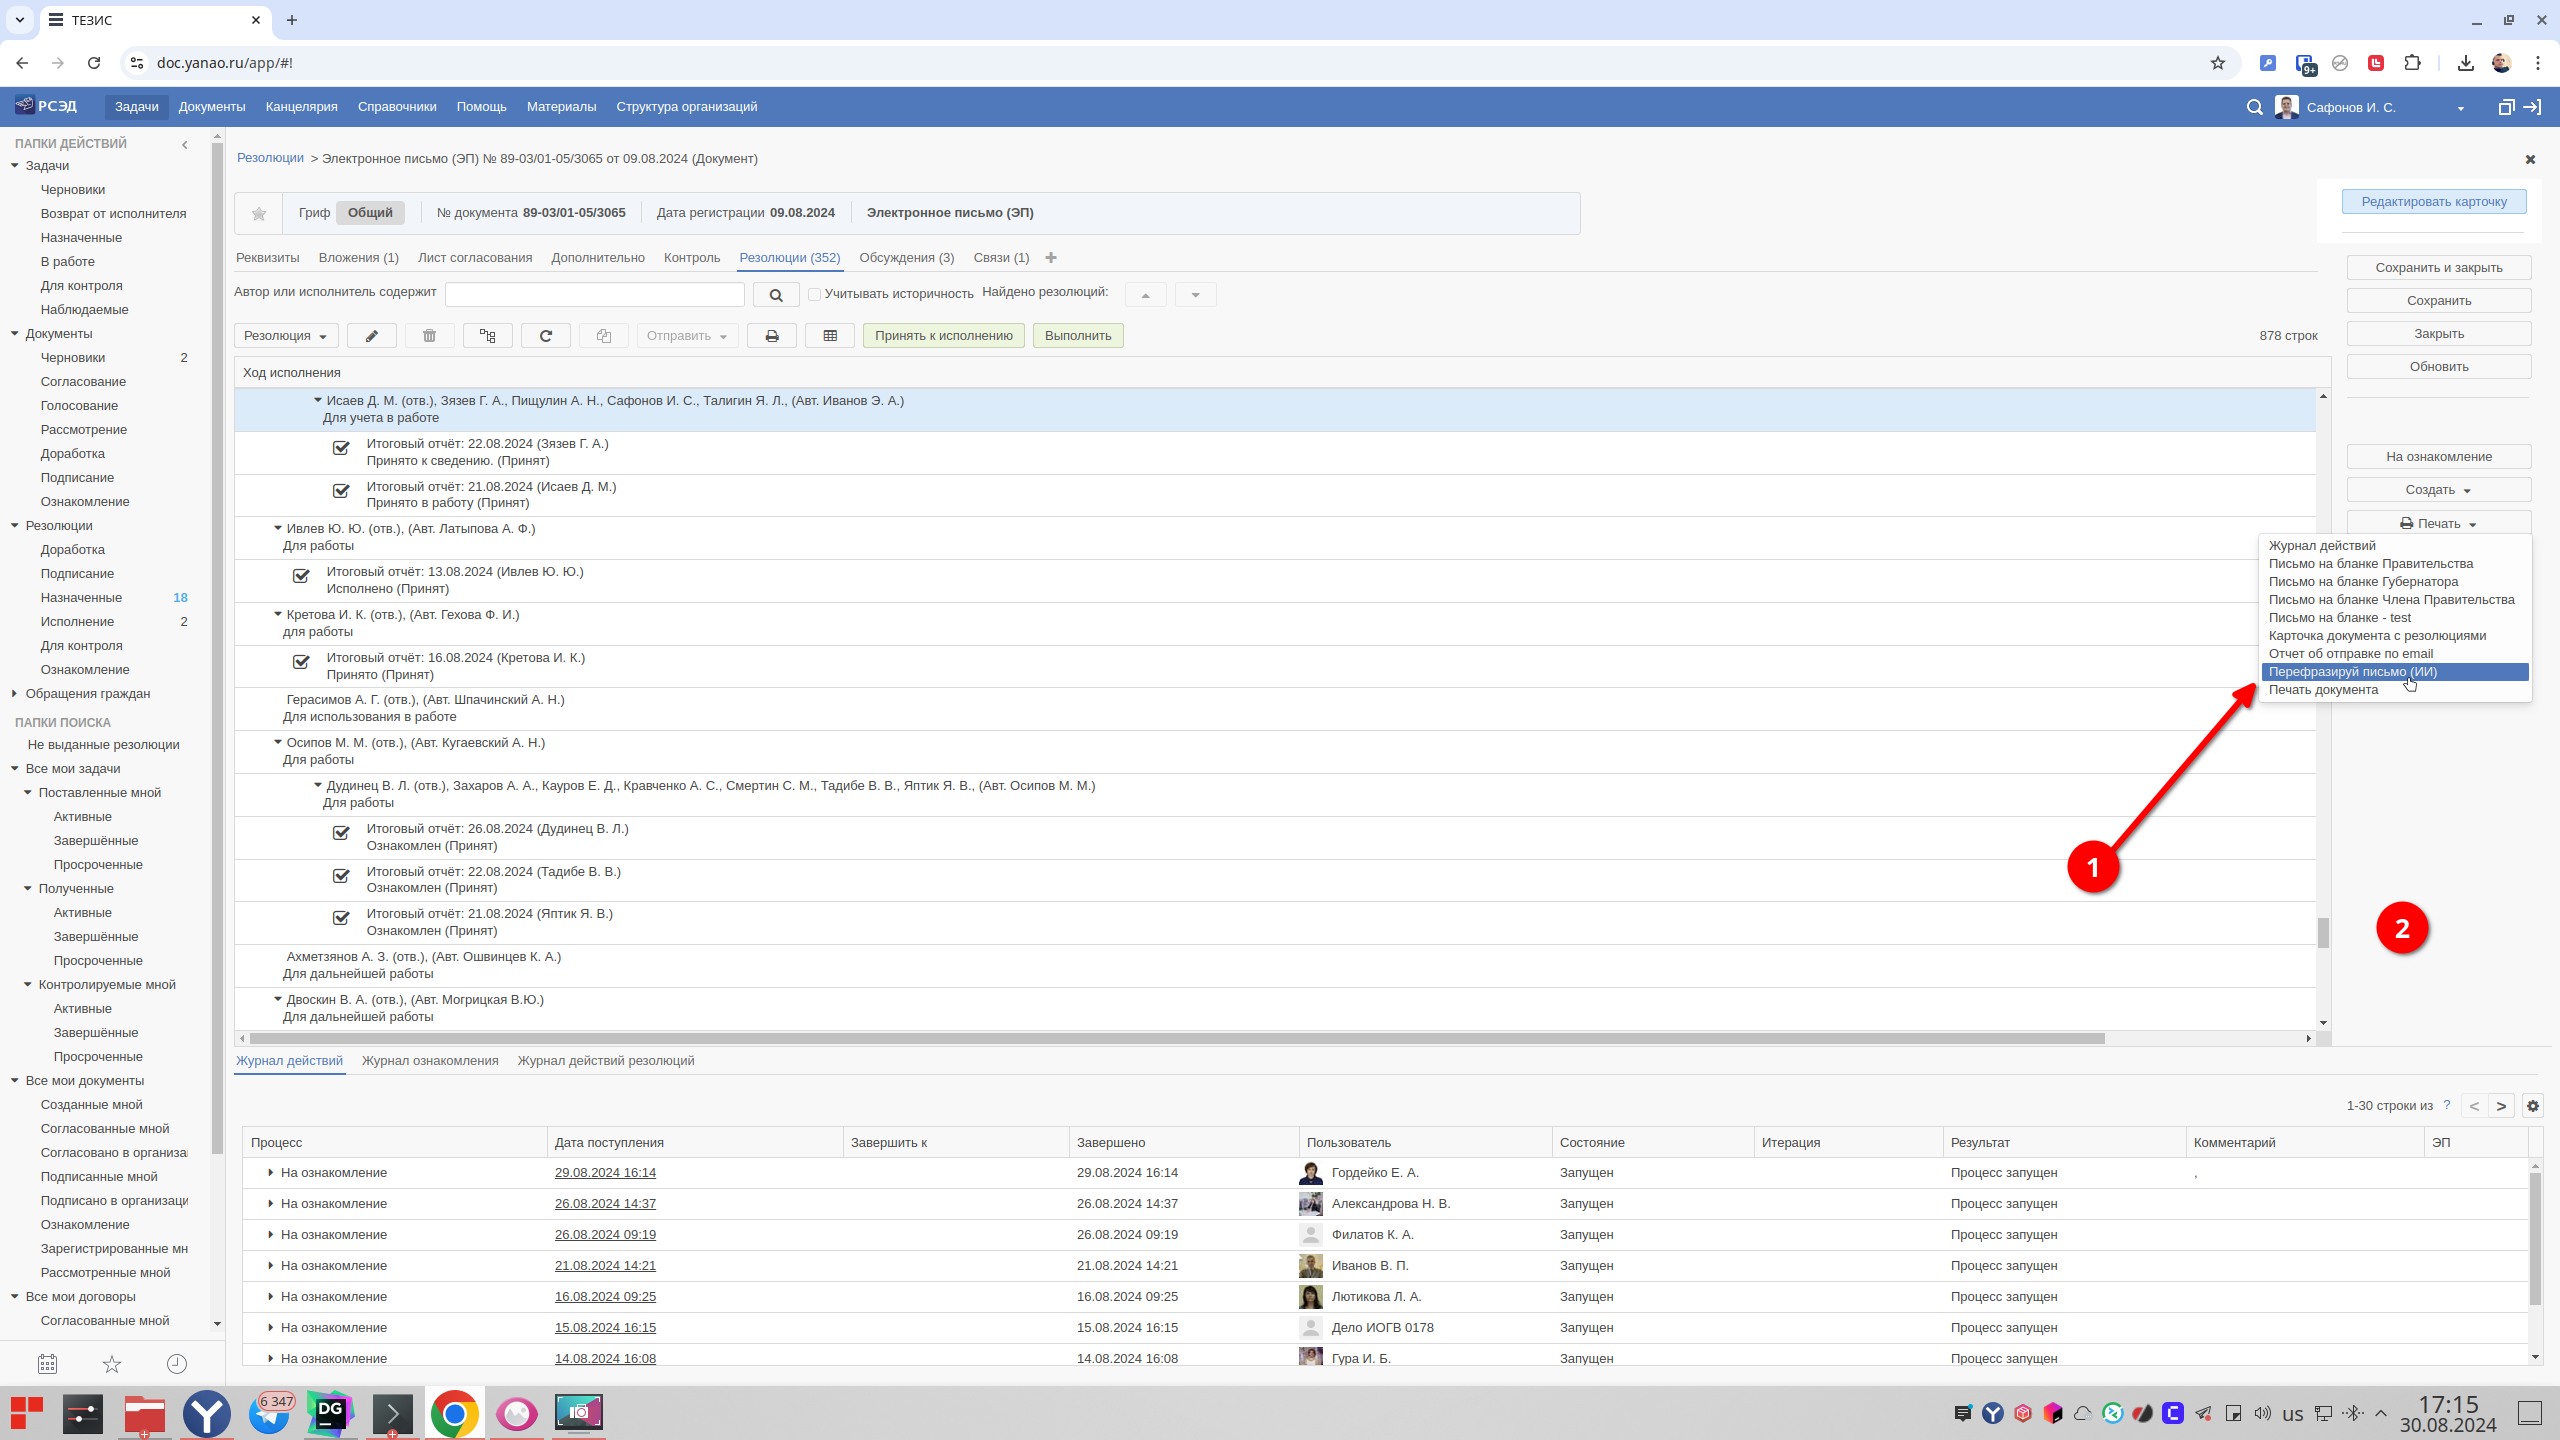 ТЕЗИС
doc.yanao.ru/app/#!
9+
РСЭД Задачи Документы Канцелярия Справочники Помощь Материалы Структура организаций Сафонов И. С.
ПАПКИ ДЕЙСТВИЙ
Задачи
Черновики
Возврат от исполнителя
Назначенные
В работе
Для контроля
Наблюдаемые
Документы
Черновики 2
Согласование
Голосование
Рассмотрение
Доработка
Подписание
Ознакомление
Резолюции
Доработка
Подписание
Назначенные 18
Исполнение 2
Для контроля
Ознакомление
Обращения граждан
ПАПКИ ПОИСКА
Не выданные резолюции
Все мои задачи
Поставленные мной
Активные
Завершённые
Просроченные
Полученные
Активные
Завершённые
Просроченные
Контролируемые мной
Активные
Завершённые
Просроченные
Все мои документы
Созданные мной
Согласованные мной
Согласовано в организа
Подписанные мной
Подписано в организаци
Ознакомление
Зарегистрированные мн
Рассмотренные мной
Все мои договоры
Согласованные мной
Резолюции > Электронное письмо (ЭП) № 89-03/01-05/3065 от 09.08.2024 (Документ)
Гриф Общий № документа 89-03/01-05/3065 Дата регистрации 09.08.2024 Электронное письмо (ЭП)
Реквизиты Вложения (1) Лист согласования Дополнительно Контроль Резолюции (352) Обсуждения (3) Связи (1)
Автор или исполнитель содержит Учитывать историчность Найдено резолюций:
Резолюция Отправить Принять к исполнению Выполнить 878 строк
Ход исполнения
Исаев Д. М. (отв.), Зязев Г. А., Пищулин А. Н., Сафонов И. С., Талигин Я. Л., (Авт. Иванов Э. А.)
Для учета в работе
Итоговый отчёт: 22.08.2024 (Зязев Г. А.)
Принято к сведению. (Принят)
Итоговый отчёт: 21.08.2024 (Исаев Д. М.)
Принято в работу (Принят)
Ивлев Ю. Ю. (отв.), (Авт. Латыпова А. Ф.)
Для работы
Итоговый отчёт: 13.08.2024 (Ивлев Ю. Ю.)
Исполнено (Принят)
Кретова И. К. (отв.), (Авт. Гехова Ф. И.)
для работы
Итоговый отчёт: 16.08.2024 (Кретова И. К.)
Принято (Принят)
Герасимов А. Г. (отв.), (Авт. Шпачинский А. Н.)
Для использования в работе
Осипов М. М. (отв.), (Авт. Кугаевский А. Н.)
Для работы
Дудинец В. Л. (отв.), Захаров А. А., Кауров Е. Д., Кравченко А. С., Смертин С. М., Тадибе В. В., Яптик Я. В., (Авт. Осипов М. М.)
Для работы
Итоговый отчёт: 26.08.2024 (Дудинец В. Л.)
Ознакомлен (Принят)
Итоговый отчёт: 22.08.2024 (Тадибе В. В.)
Ознакомлен (Принят)
Итоговый отчёт: 21.08.2024 (Яптик Я. В.)
Ознакомлен (Принят)
Ахметзянов А. З. (отв.), (Авт. Ошвинцев К. А.)
Для дальнейшей работы
Двоскин В. А. (отв.), (Авт. Могрицкая В.Ю.)
Для дальнейшей работы
Редактировать карточку
Сохранить и закрыть
Сохранить
Закрыть
Обновить
На ознакомление
Создать
Печать
Журнал действий
Письмо на бланке Правительства
Письмо на бланке Губернатора
Письмо на бланке Члена Правительства
Письмо на бланке - test
Карточка документа с резолюциями
Отчет об отправке по email
Перефразируй письмо (ИИ)
Печать документа
1
2
Журнал действий Журнал ознакомления Журнал действий резолюций
1-30 строки из ? < >
Процесс Дата поступления Завершить к Завершено Пользователь Состояние Итерация Результат Комментарий ЭП
На ознакомление 29.08.2024 16:14 29.08.2024 16:14 Гордейко Е. А. Запущен Процесс запущен ,
На ознакомление 26.08.2024 14:37 26.08.2024 14:37 Александрова Н. В. Запущен Процесс запущен
На ознакомление 26.08.2024 09:19 26.08.2024 09:19 Филатов К. А. Запущен Процесс запущен
На ознакомление 21.08.2024 14:21 21.08.2024 14:21 Иванов В. П. Запущен Процесс запущен
На ознакомление 16.08.2024 09:25 16.08.2024 09:25 Лютикова Л. А. Запущен Процесс запущен
На ознакомление 15.08.2024 16:15 15.08.2024 16:15 Дело ИОГВ 0178 Запущен Процесс запущен
На ознакомление 14.08.2024 16:08 14.08.2024 16:08 Гура И. Б. Запущен Процесс запущен
6 347
DG
us
17:15
30.08.2024